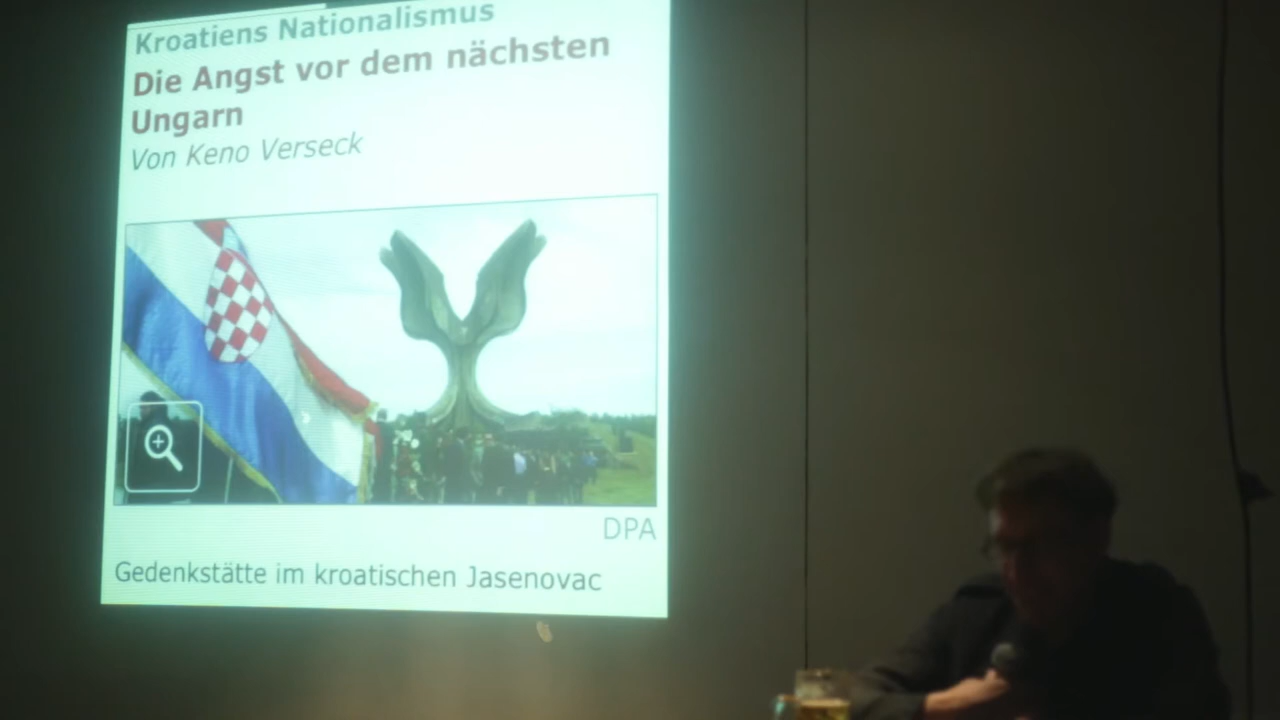 Kroatiens Nationalismus
Die Angst vor dem nächsten
Ungarn
Von Keno Verseck
DPA
Gedenkstätte im kroatischen Jasenovac